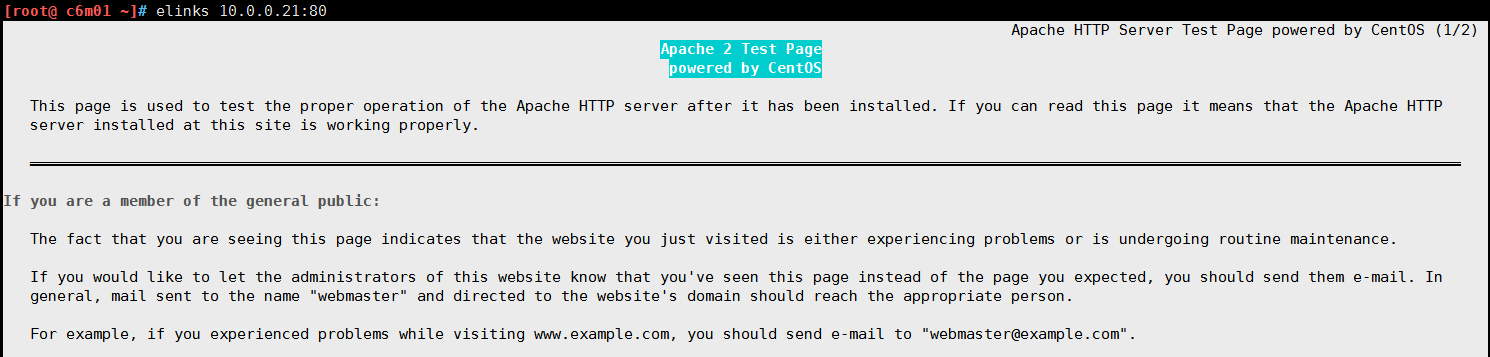 [root@ c6m01 ~]# elinks 10.0.0.21:80
Apache HTTP Server Test Page powered by CentOS (1/2)
Apache 2 Test Page
powered by CentOS
This page is used to test the proper operation of the Apache HTTP server after it has been installed. If you can read this page it means that the Apache HTTP
server installed at this site is working properly.
If you are a member of the general public:
The fact that you are seeing this page indicates that the website you just visited is either experiencing problems or is undergoing routine maintenance.
If you would like to let the administrators of this website know that you've seen this page instead of the page you expected, you should send them e-mail. In
general, mail sent to the name "webmaster" and directed to the website's domain should reach the appropriate person.
For example, if you experienced problems while visiting www.example.com, you should send e-mail to "webmaster@example.com".